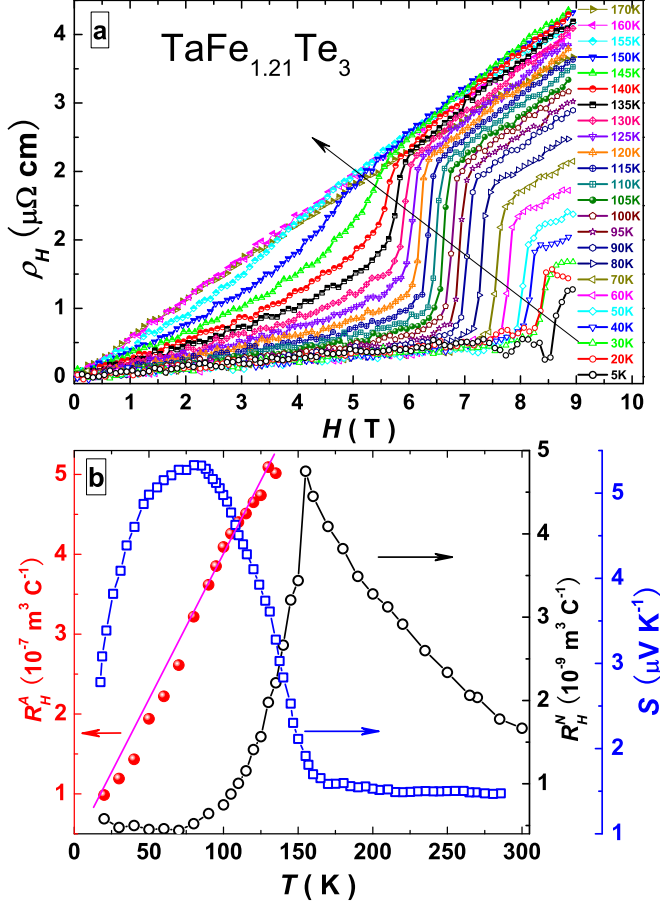 a
TaFe1.21Te3
ρH (μΩ cm)
4
3
2
2
1
0
170K
160K
155K
150K
145K
140K
135K
130K
125K
120K
115K
110K
105K
100K
95K
90K
80K
70K
60K
50K
40K
30K
20K
5K
0 1 2 3 4 5 6 7 8 9 10
H ( T )
b
R_H^A (10^-7 m^3 C^-1)
5
4
3
2
1
5
4
3
2
1
R_H^N (10^-9 m^3 C^-1)
5
4
3
2
1
S (μV K^-1)
0 50 100 150 200 250 300
T ( K )